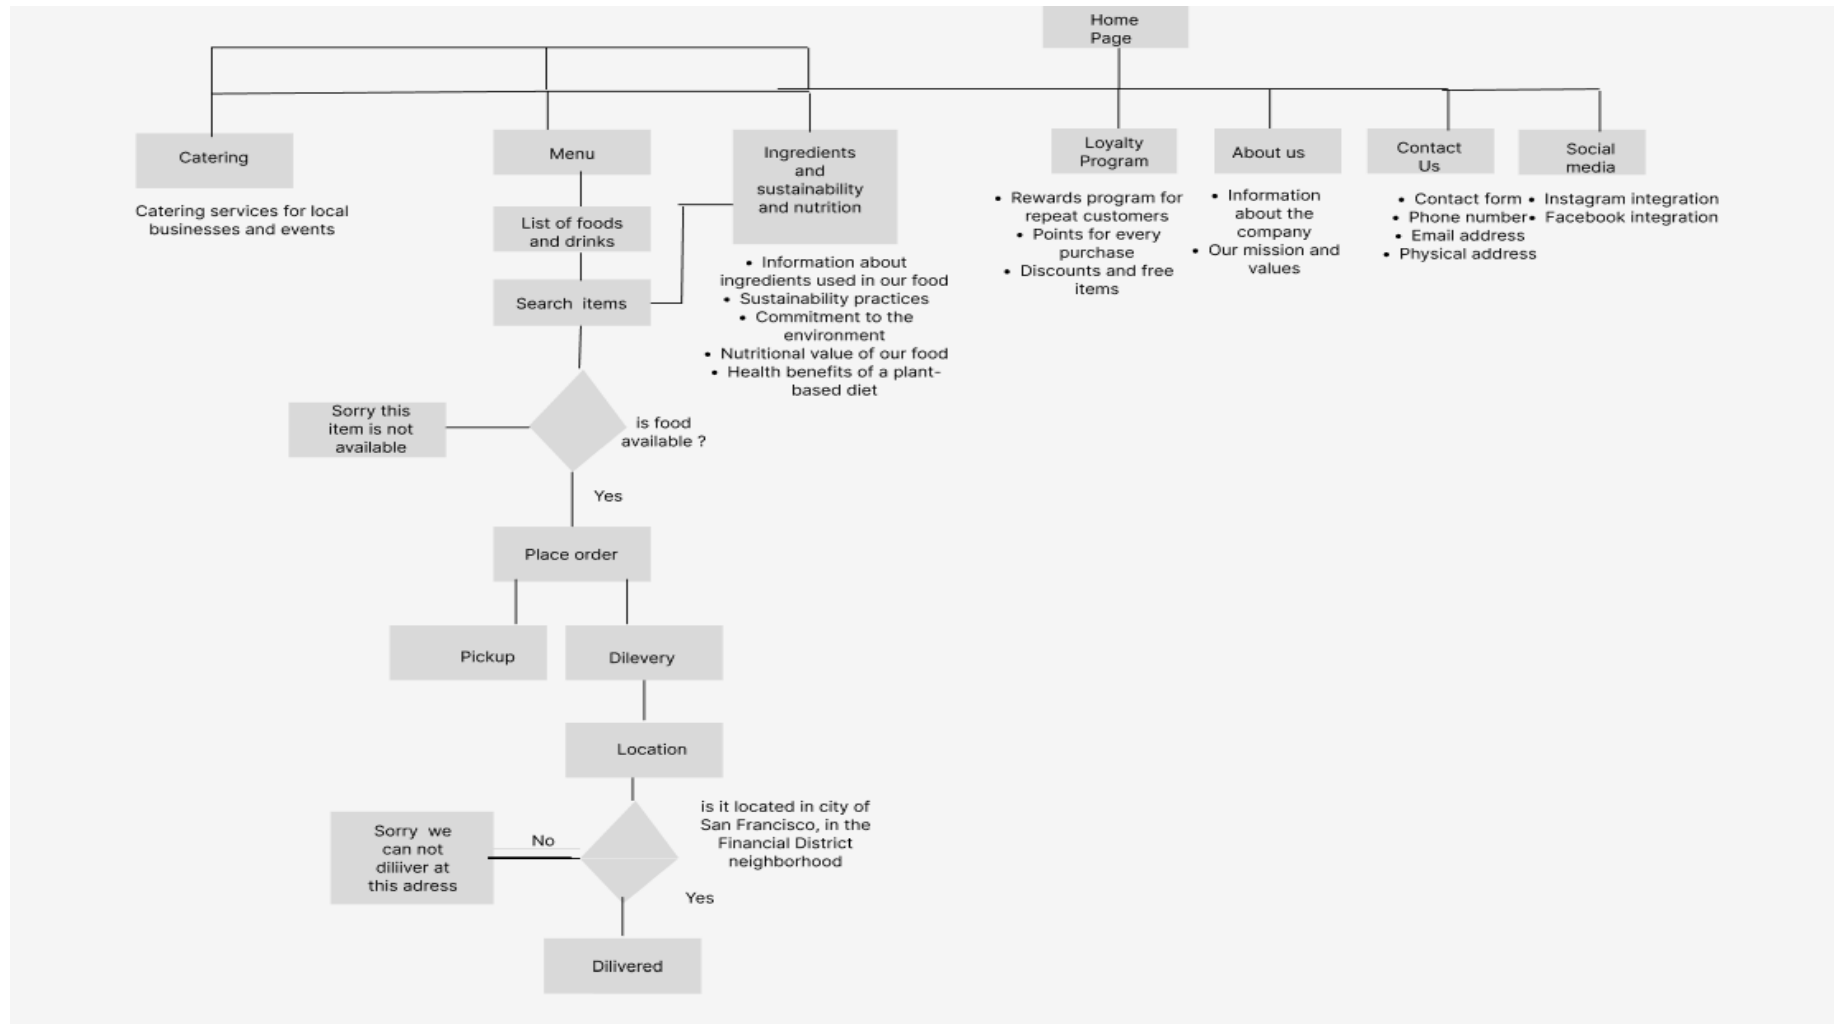 Home
Page
Catering
Catering services for local
businesses and events
Menu
List of foods
and drinks
Search items
Ingredients
and
sustainability
and nutrition
• Information about
ingredients used in our food
• Sustainability practices
• Commitment to the
environment
• Nutritional value of our food
• Health benefits of a plant-
based diet
Loyalty
Program
• Rewards program for
repeat customers
• Points for every
purchase
• Discounts and free
items
About us
• Information
about the
company
• Our mission and
values
Contact
Us
• Contact form
• Phone number
• Email address
• Physical address
Social
media
• Instagram integration
• Facebook integration
Sorry this
item is not
available
is food
available ?
Yes
Place order
Pickup
Dilevery
Location
is it located in city of
San Francisco, in the
Financial District
neighborhood
No
Sorry we
can not
diliiver at
this adress
Yes
Dilivered